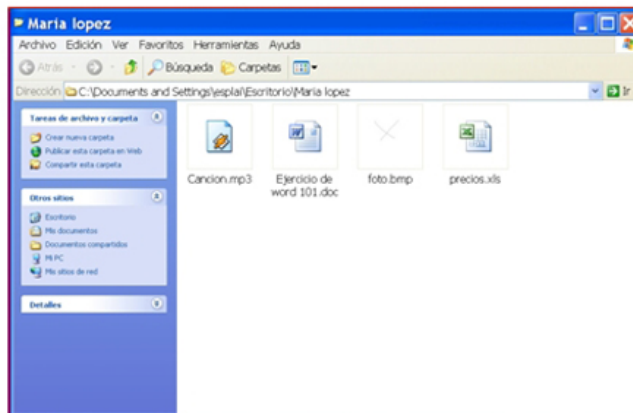 Maria lopez
Archivo Edición Ver Favoritos Herramientas Ayuda
Atrás Búsqueda Carpetas
Dirección C:\Documents and Settings\esplai\Escritorio\Maria lopez Ir
Tareas de archivo y carpeta
Crear nueva carpeta
Publicar esta carpeta en Web
Compartir esta carpeta
Otros sitios
Escritorio
Mis documentos
Documentos compartidos
Mi PC
Mis sitios de red
Detalles
Cancion.mp3
Ejercicio de
word 101.doc
foto.bmp
precios.xls